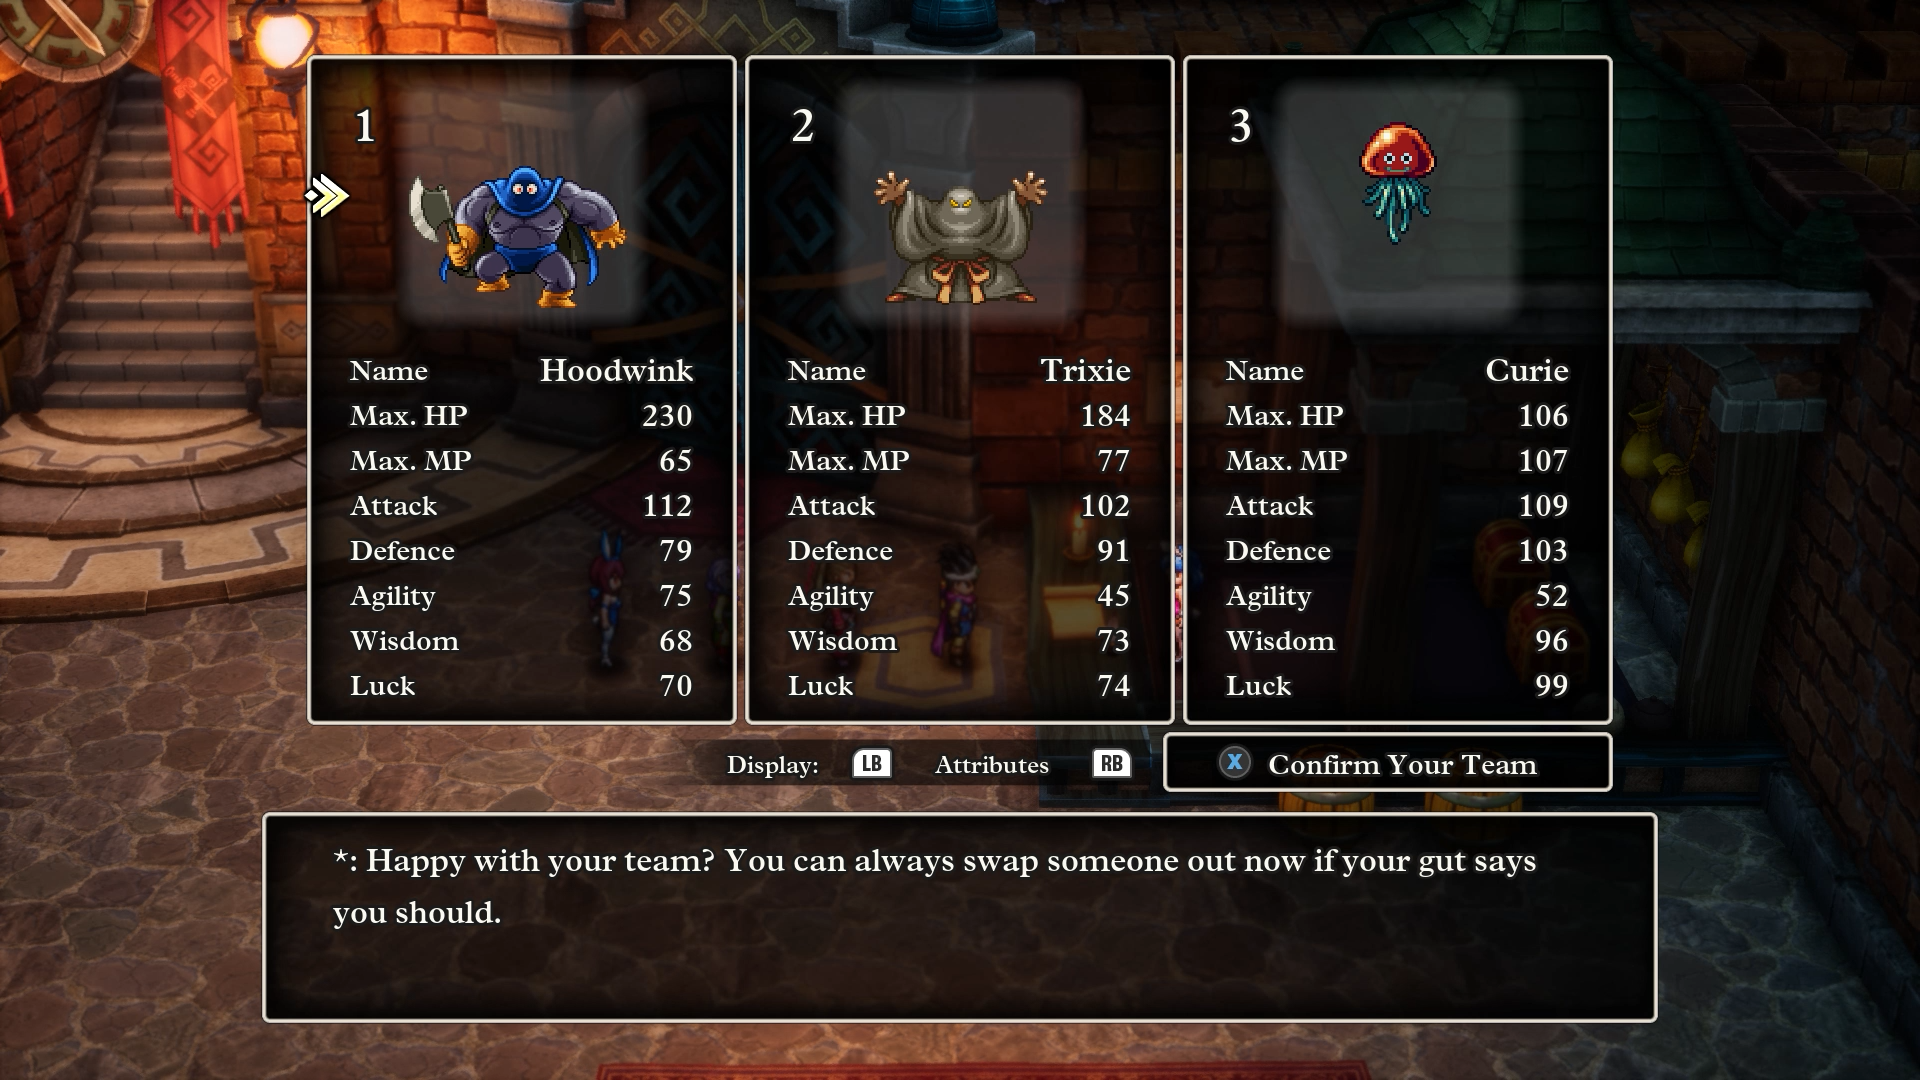 1
Name Hoodwink
Max. HP 230
Max. MP 65
Attack 112
Defence 79
Agility 75
Wisdom 68
Luck 70
2
Name Trixie
Max. HP 184
Max. MP 77
Attack 102
Defence 91
Agility 45
Wisdom 73
Luck 74
3
Name Curie
Max. HP 106
Max. MP 107
Attack 109
Defence 103
Agility 52
Wisdom 96
Luck 99
Display: LB Attributes RB
X Confirm Your Team
*: Happy with your team? You can always swap someone out now if your gut says
you should.